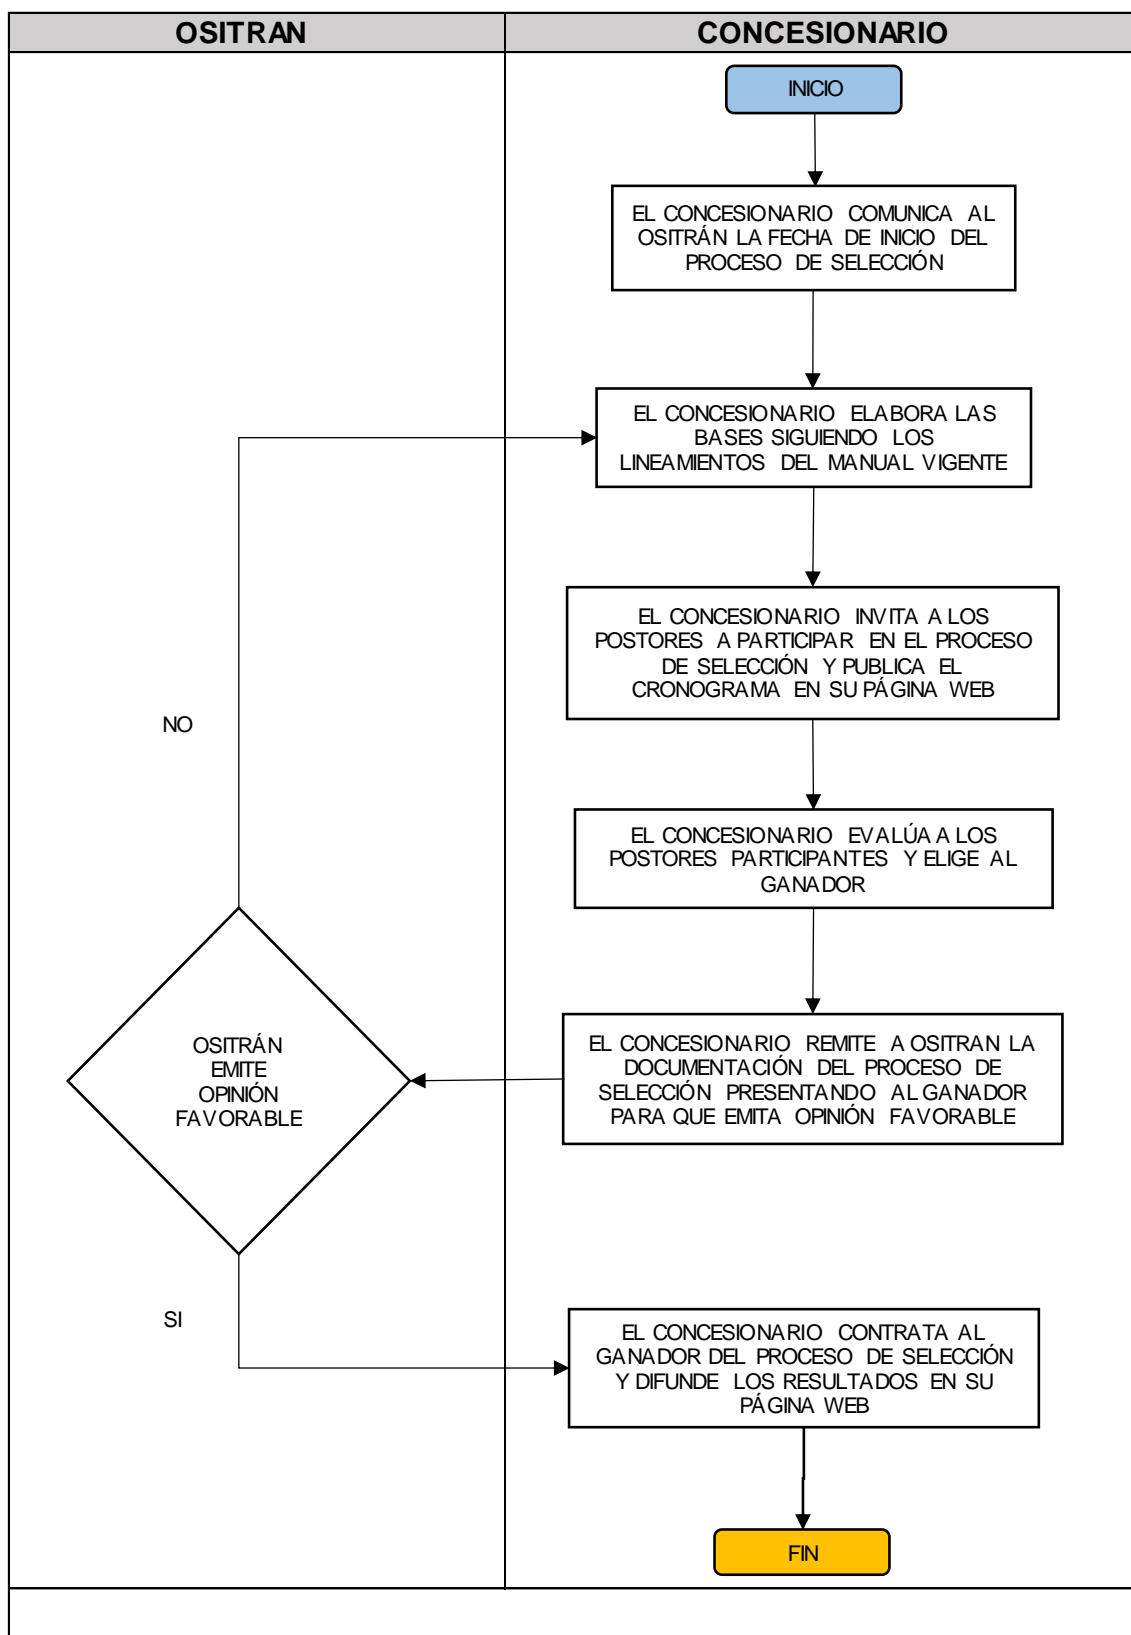 OSITRAN
CONCESIONARIO
INICIO
EL CONCESIONARIO COMUNICA AL
OSITRÁN LA FECHA DE INICIO DEL
PROCESO DE SELECCIÓN
EL CONCESIONARIO ELABORA LAS
BASES SIGUIENDO LOS
LINEAMIENTOS DEL MANUAL VIGENTE
EL CONCESIONARIO INVITA A LOS
POSTORES A PARTICIPAR EN EL PROCESO
DE SELECCIÓN Y PUBLICA EL
CRONOGRAMA EN SU PÁGINA WEB
NO
EL CONCESIONARIO EVALÚA A LOS
POSTORES PARTICIPANTES Y ELIGE AL
GANADOR
EL CONCESIONARIO REMITE A OSITRAN LA
DOCUMENTACIÓN DEL PROCESO DE
SELECCIÓN PRESENTANDO AL GANADOR
PARA QUE EMITA OPINIÓN FAVORABLE
OSITRÁN
EMITE
OPINIÓN
FAVORABLE
SI
EL CONCESIONARIO CONTRATA AL
GANADOR DEL PROCESO DE SELECCIÓN
Y DIFUNDE LOS RESULTADOS EN SU
PÁGINA WEB
FIN